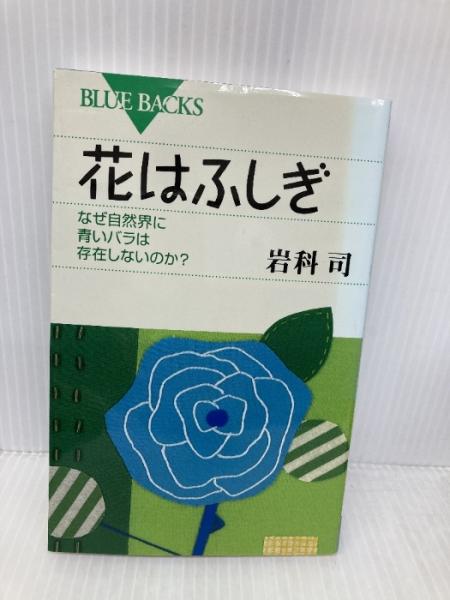 BLUE BACKS
花はふしぎ
なぜ自然界に
青いバラは
存在しないのか?
岩科 司